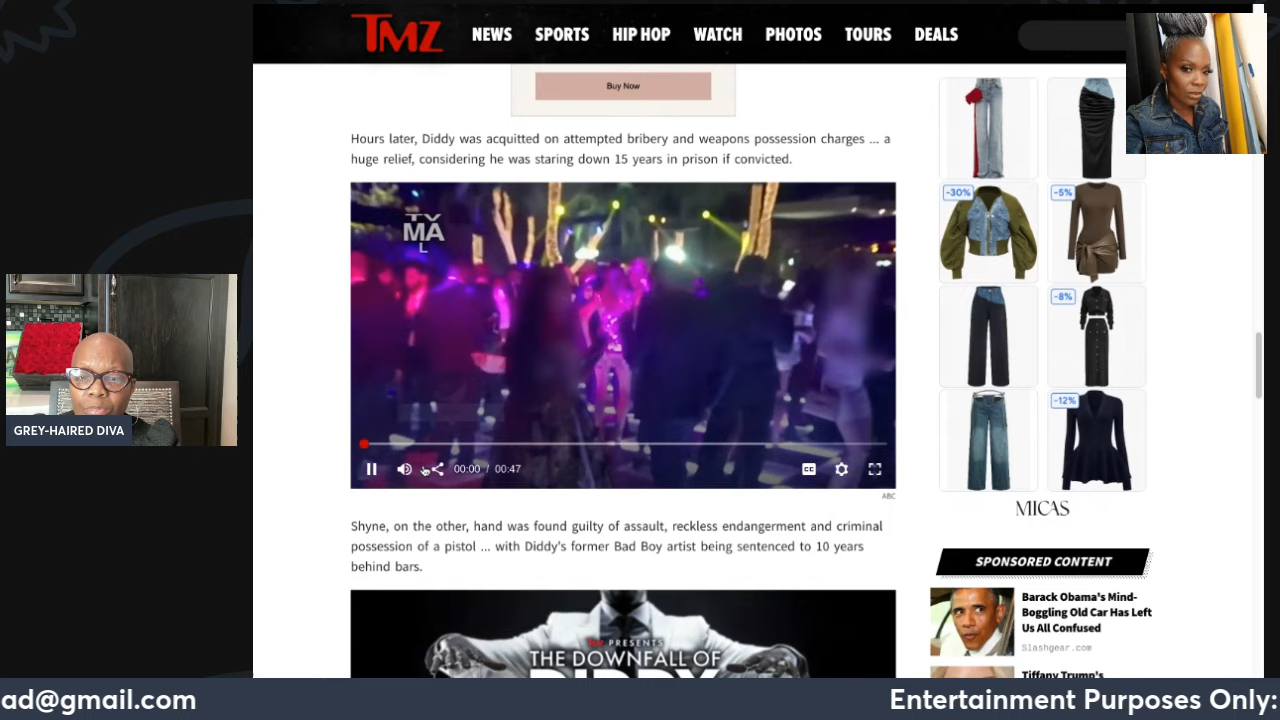 TMZ
NEWS SPORTS HIP HOP WATCH PHOTOS TOURS DEALS
Buy Now
Hours later, Diddy was acquitted on attempted bribery and weapons possession charges ... a
huge relief, considering he was staring down 15 years in prison if convicted.
TV
MA
L
00:00 / 00:47
CC
ABC
Shyne, on the other, hand was found guilty of assault, reckless endangerment and criminal
possession of a pistol ... with Diddy's former Bad Boy artist being sentenced to 10 years
behind bars.
TMZ PRESENTS
THE DOWNFALL OF
DIDDY
-30%
-5%
-8%
-12%
MICAS
SPONSORED CONTENT
Barack Obama's Mind-
Boggling Old Car Has Left
Us All Confused
Slashgear.com
Tiffany Trump's
GREY-HAIRED DIVA
ad@gmail.com
Entertainment Purposes Only: